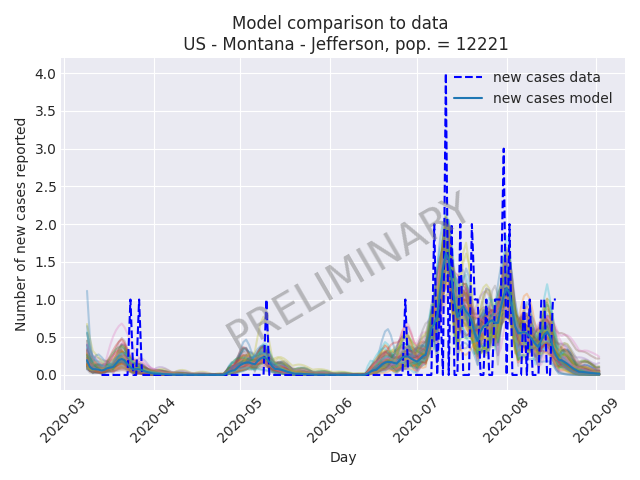 Model comparison to data
US - Montana - Jefferson, pop. = 12221
new cases data
new cases model
Number of new cases reported
4.0
3.5
3.0
2.5
2.0
1.5
1.0
0.5
0.0
PRELIMINARY
2020-03
2020-04
2020-05
2020-06
2020-07
2020-08
2020-09
Day